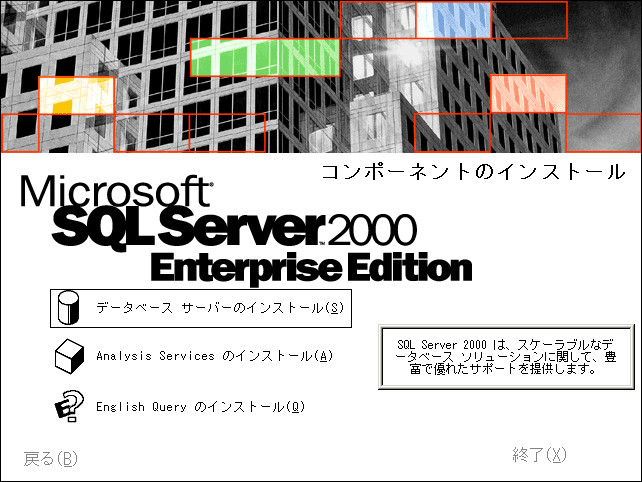 コンポーネントのインストール
Microsoft®
SQL Server™ 2000
Enterprise Edition
データベース サーバーのインストール(S)
Analysis Services のインストール(A)
English Query のインストール(Q)
SQL Server 2000 は、スケーラブルなデ
ータベース ソリューションに関して、豊
富で優れたサポートを提供します。
戻る(B)
終了(X)